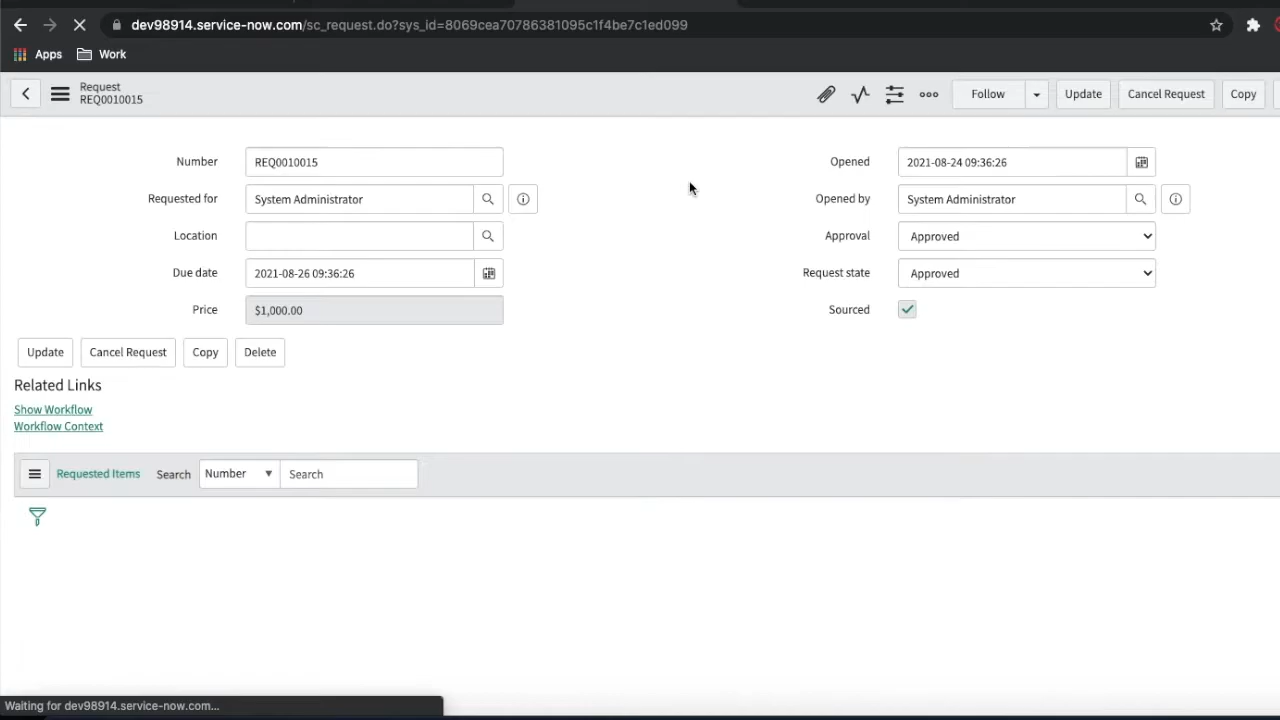 dev98914.service-now.com/sc_request.do?sys_id=8069cea70786381095c1f4be7c1ed099
Apps Work
Request
REQ0010015
Follow Update Cancel Request Copy
Number REQ0010015 Opened 2021-08-24 09:36:26
Requested for System Administrator Opened by System Administrator
Location Approval Approved
Due date 2021-08-26 09:36:26 Request state Approved
Price $1,000.00 Sourced
Update Cancel Request Copy Delete
Related Links
Show Workflow
Workflow Context
Requested Items Search Number Search
Waiting for dev98914.service-now.com...